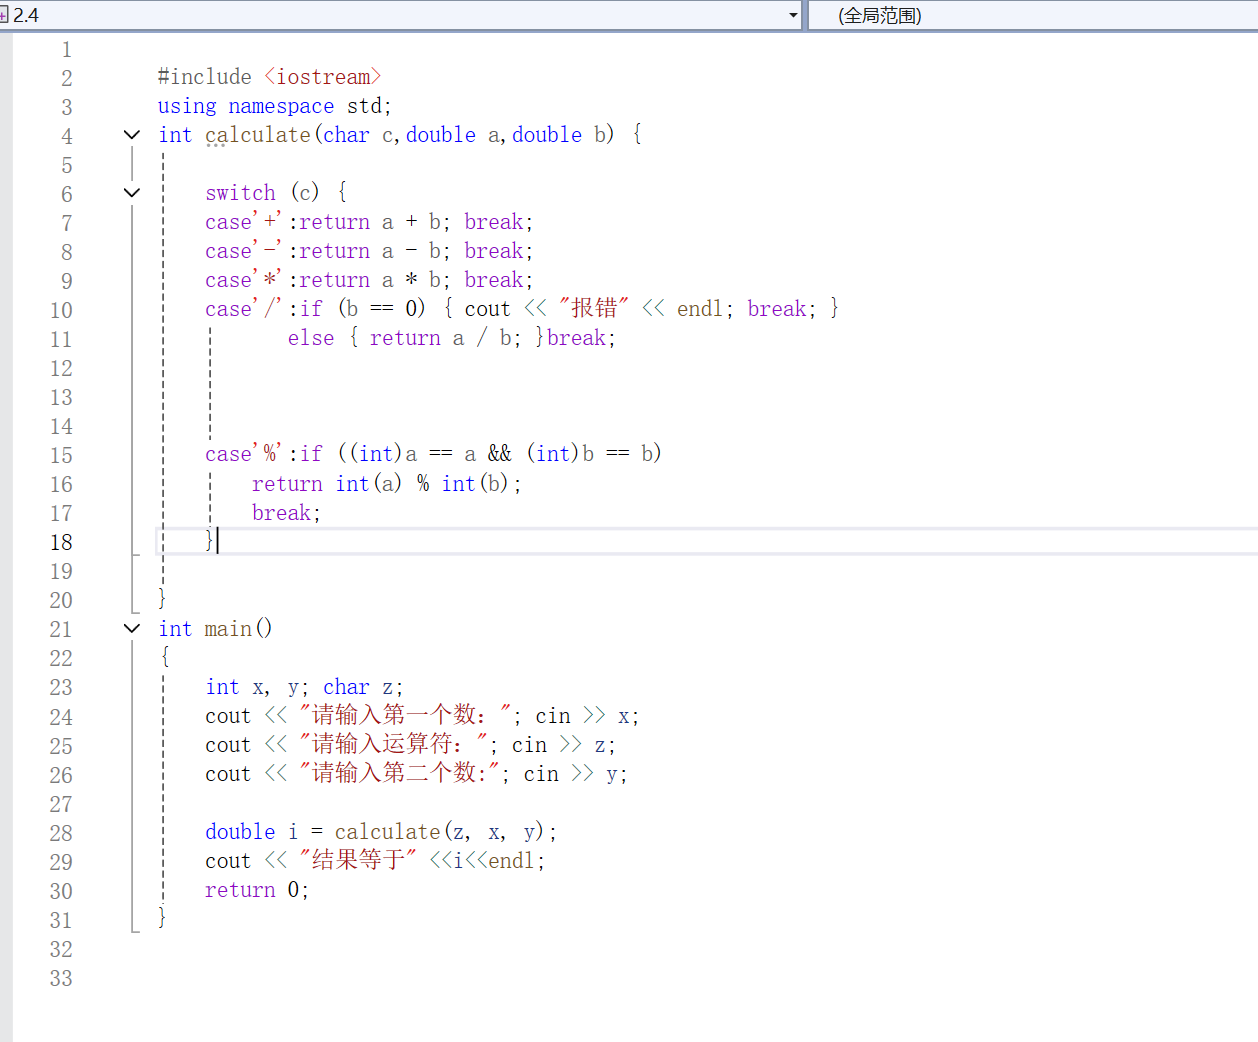 2.4
(全局范围)
1
2 #include <iostream>
3 using namespace std;
4 int calculate(char c,double a,double b) {
5
6 switch (c) {
7 case'+':return a + b; break;
8 case'-':return a - b; break;
9 case'*':return a * b; break;
10 case'/':if (b == 0) { cout << "报错" << endl; break; }
11 else { return a / b; }break;
12
13
14
15 case'%':if ((int)a == a && (int)b == b)
16 return int(a) % int(b);
17 break;
18 }
19
20 }
21 int main()
22 {
23 int x, y; char z;
24 cout << "请输入第一个数："; cin >> x;
25 cout << "请输入运算符："; cin >> z;
26 cout << "请输入第二个数:"; cin >> y;
27
28 double i = calculate(z, x, y);
29 cout << "结果等于" <<i<<endl;
30 return 0;
31 }
32
33